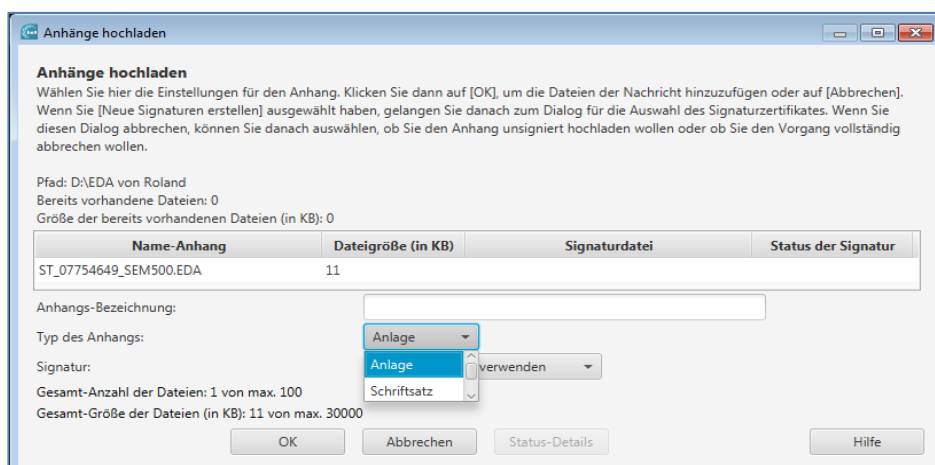 Anhänge hochladen
Anhänge hochladen
Wählen Sie hier die Einstellungen für den Anhang. Klicken Sie dann auf [OK], um die Dateien der Nachricht hinzuzufügen oder auf [Abbrechen].
Wenn Sie [Neue Signaturen erstellen] ausgewählt haben, gelangen Sie danach zum Dialog für die Auswahl des Signaturzertifikates. Wenn Sie
diesen Dialog abbrechen, können Sie danach auswählen, ob Sie den Anhang unsigniert hochladen wollen oder ob Sie den Vorgang vollständig
abbrechen wollen.
Pfad: D:\EDA von Roland
Bereits vorhandene Dateien: 0
Größe der bereits vorhandenen Dateien (in KB): 0
Name-Anhang Dateigröße (in KB) Signaturdatei Status der Signatur
ST_07754649_SEM500.EDA 11
Anhangs-Bezeichnung:
Typ des Anhangs: Anlage
Signatur: Anlage verwenden
Schriftsatz
Gesamt-Anzahl der Dateien: 1 von max. 100
Gesamt-Größe der Dateien (in KB): 11 von max. 30000
OK Abbrechen Status-Details Hilfe